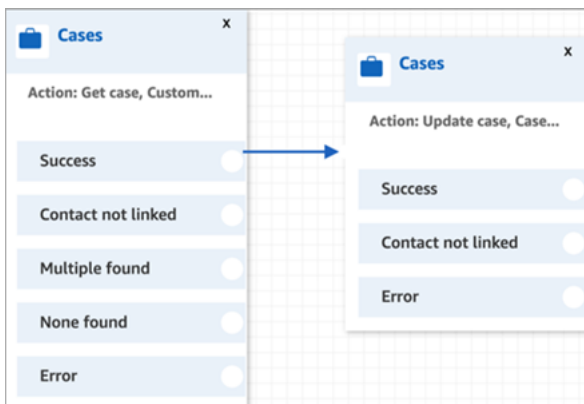 Cases
x
Action: Get case, Custom...
Success
Contact not linked
Multiple found
None found
Error
Cases
x
Action: Update case, Case...
Success
Contact not linked
Error